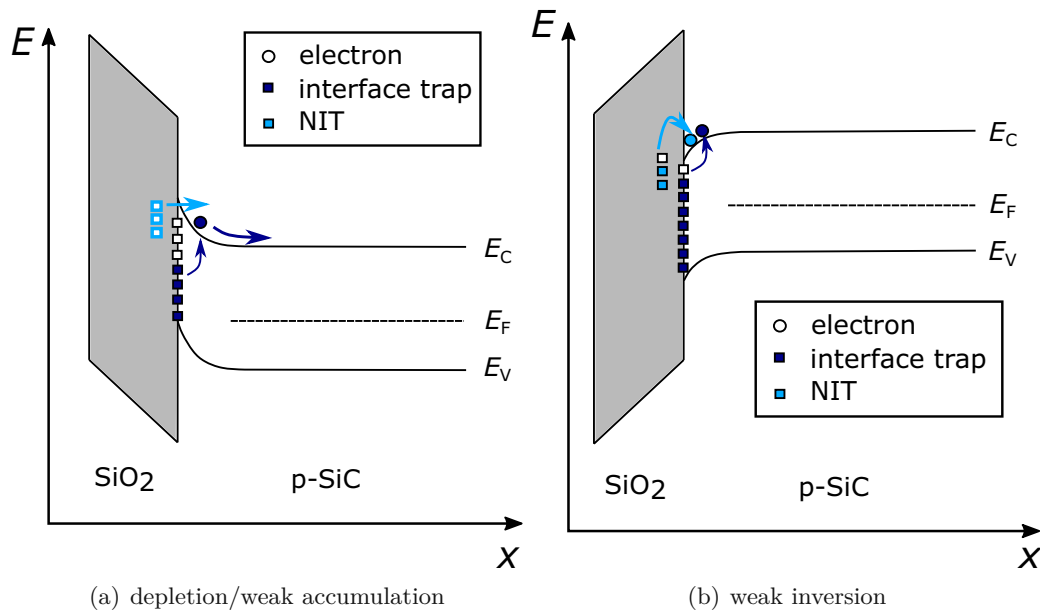 E
electron
interface trap
NIT
E_C
E_F
E_V
SiO2
p-SiC
x
(a) depletion/weak accumulation
E
E_C
E_F
E_V
electron
interface trap
NIT
SiO2
p-SiC
x
(b) weak inversion